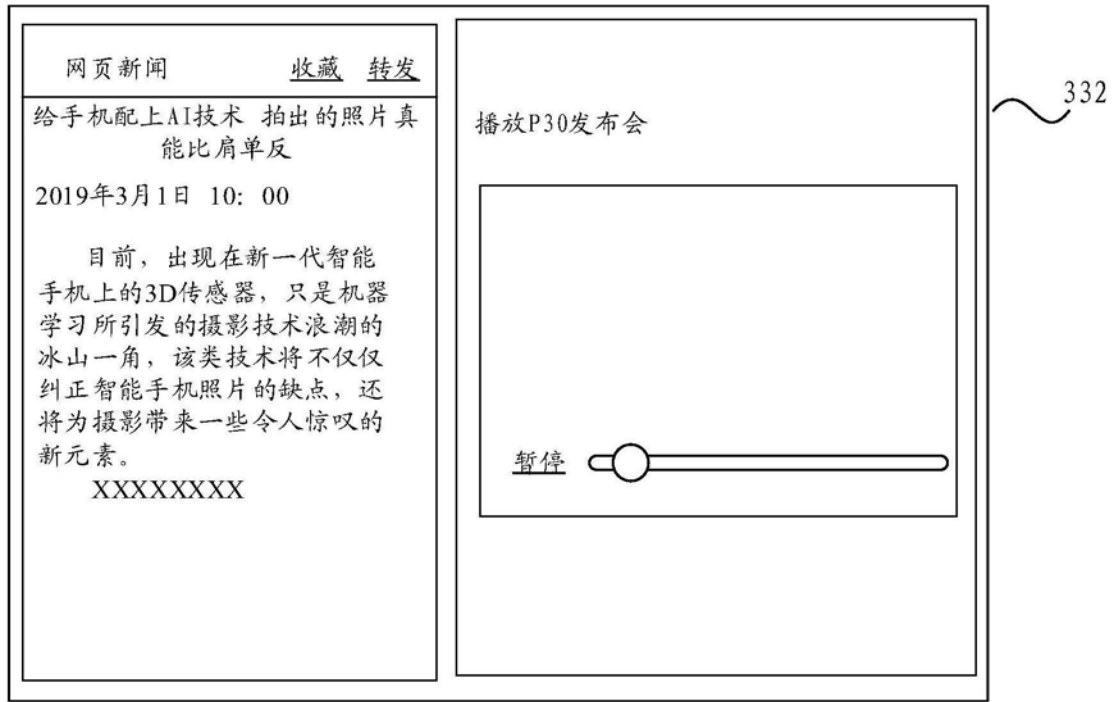 网页新闻 收藏 转发
给手机配上AI技术 拍出的照片真
能比肩单反
2019年3月1日 10：00
目前，出现在新一代智能
手机上的3D传感器，只是机器
学习所引发的摄影技术浪潮的
冰山一角，该类技术将不仅仅
纠正智能手机照片的缺点，还
将为摄影带来一些令人惊叹的
新元素。
XXXXXXXX
播放P30发布会
暂停
332